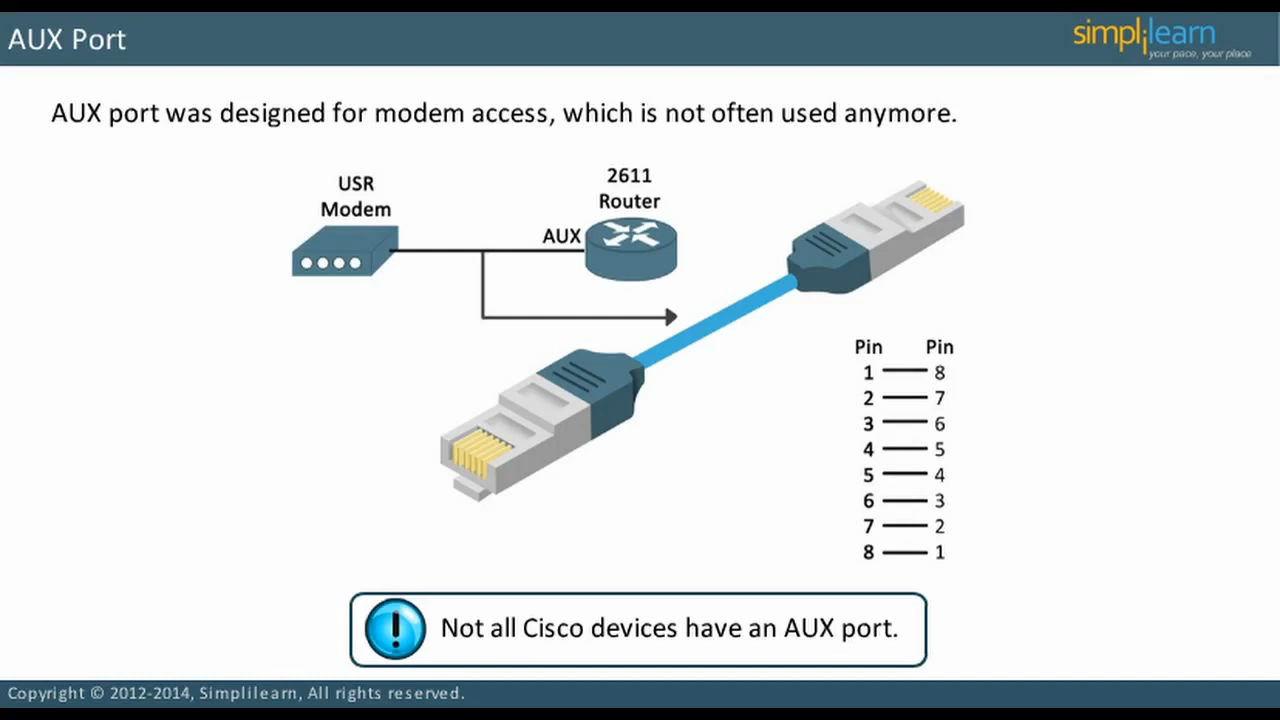 AUX Port
simplilearn
your pace, your place
AUX port was designed for modem access, which is not often used anymore.
USR
Modem
AUX
2611
Router
Pin Pin
1 8
2 7
3 6
4 5
5 4
6 3
7 2
8 1
Not all Cisco devices have an AUX port.
Copyright © 2012-2014, Simplilearn, All rights reserved.